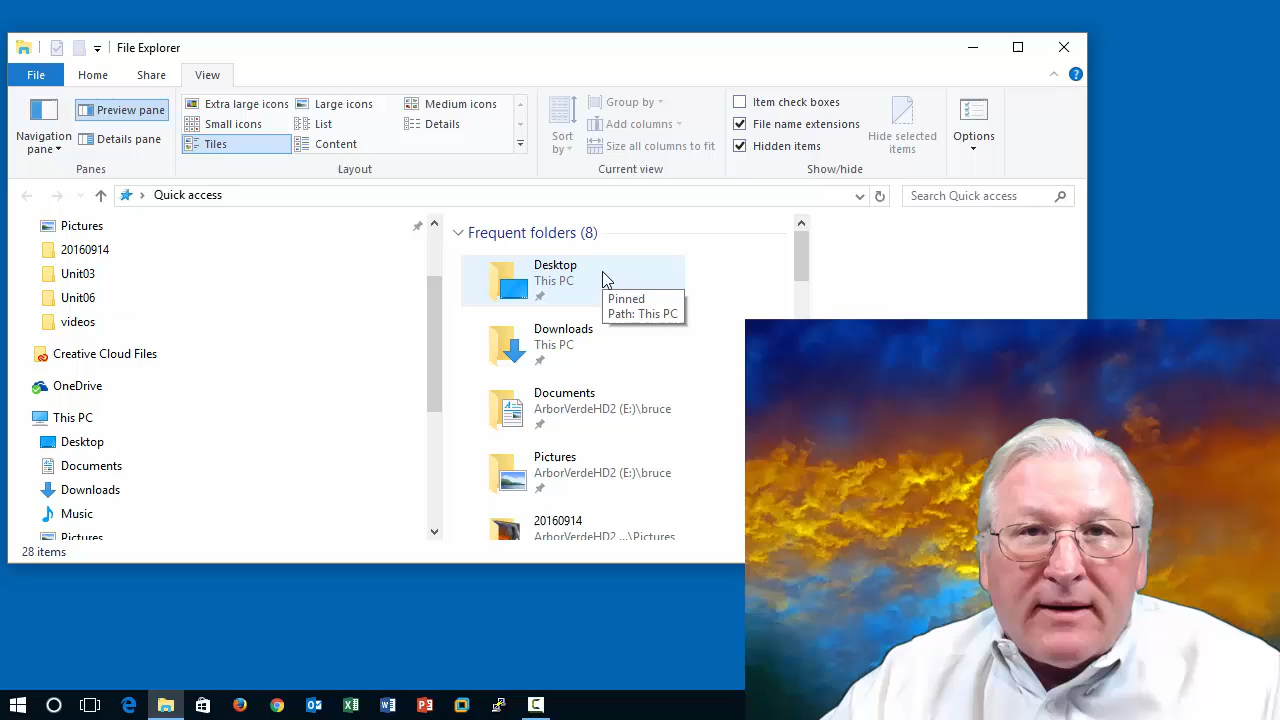 File Explorer
File Home Share View
Navigation pane
Preview pane
Details pane
Panes
Extra large icons Large icons Medium icons
Small icons List Details
Tiles Content
Layout
Sort by
Group by
Add columns
Size all columns to fit
Current view
Item check boxes
File name extensions
Hidden items
Hide selected items
Show/hide
Options
Quick access
Search Quick access
Pictures
20160914
Unit03
Unit06
videos
Creative Cloud Files
OneDrive
This PC
Desktop
Documents
Downloads
Music
Pictures
Frequent folders (8)
Desktop
This PC
Pinned
Path: This PC
Downloads
This PC
Documents
ArborVerdeHD2 (E:)\bruce
Pictures
ArborVerdeHD2 (E:)\bruce
20160914
ArborVerdeHD2 ...\Pictures
28 items